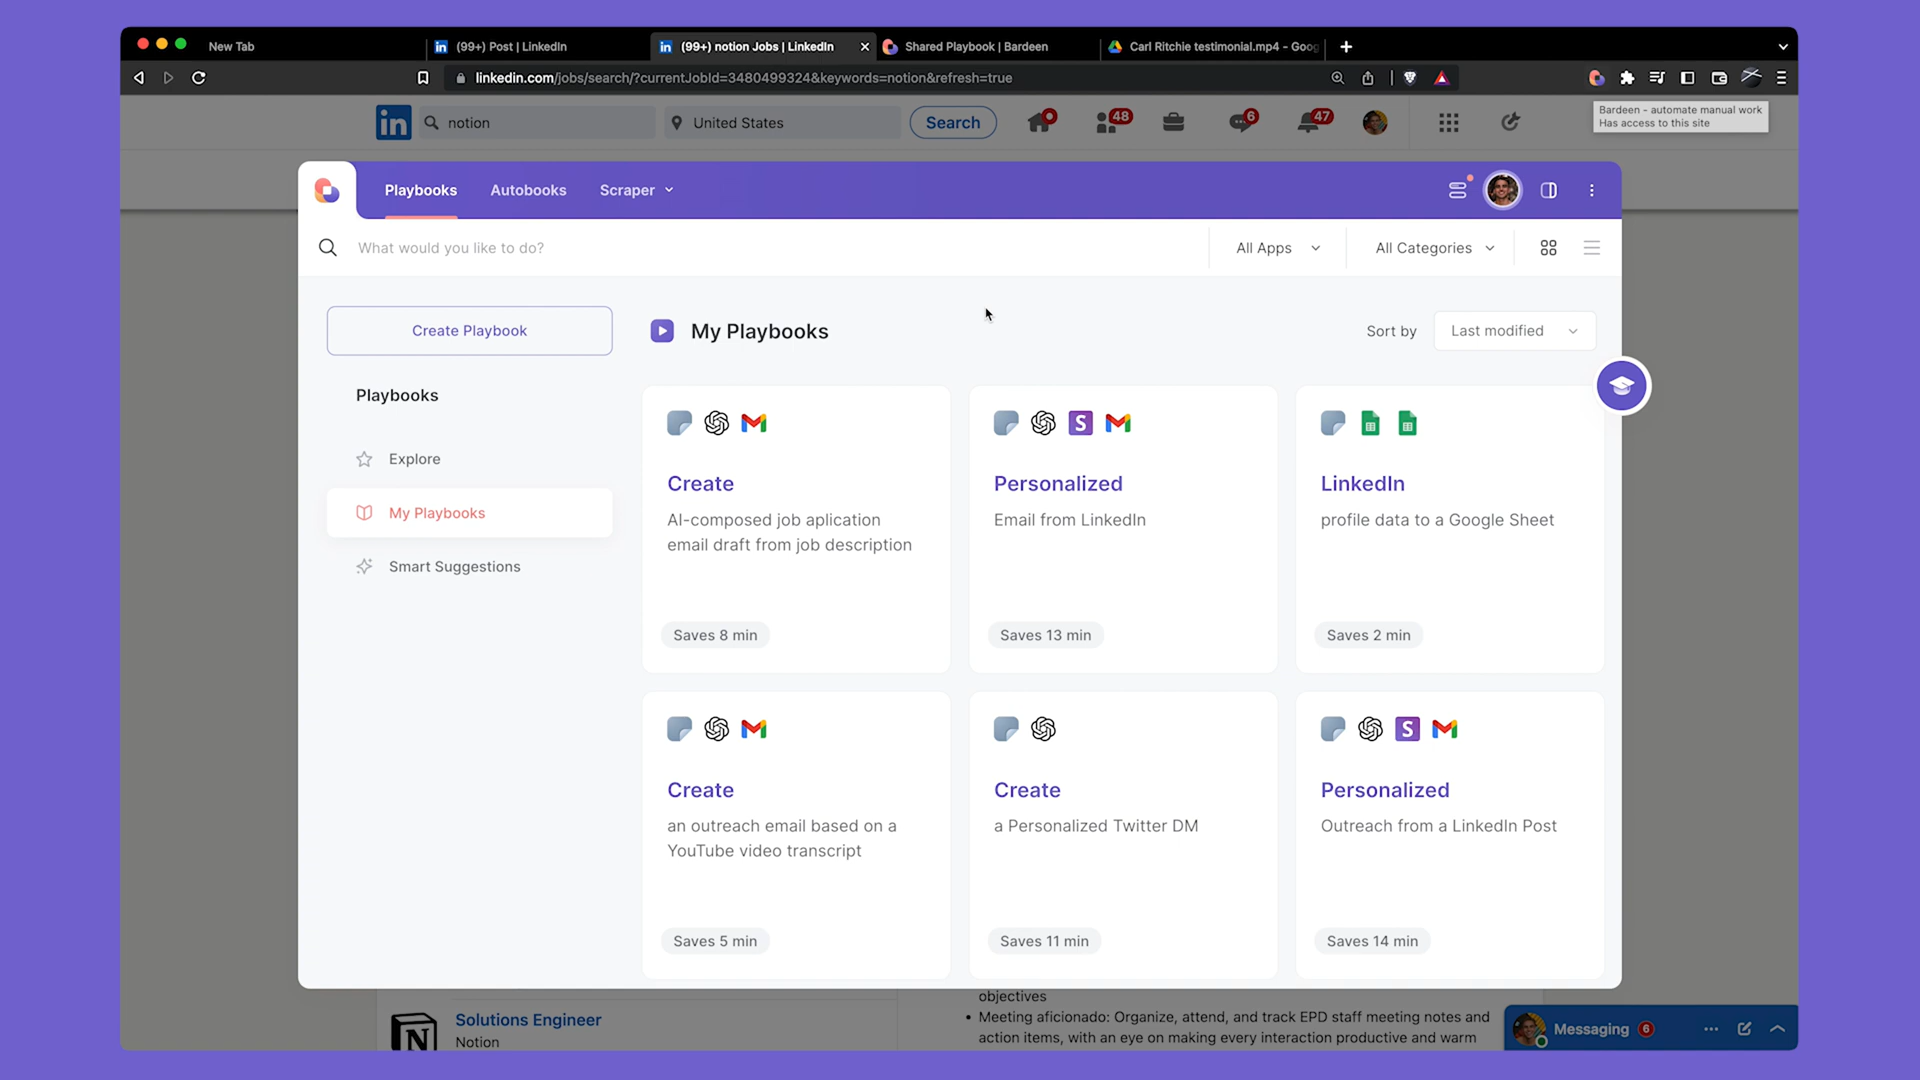 New Tab
(99+) Post | LinkedIn
(99+) notion Jobs | LinkedIn
Shared Playbook | Bardeen
Carl Ritchie testimonial.mp4 - Goog
linkedin.com/jobs/search/?currentJobId=3480499324&keywords=notion&refresh=true
Bardeen - automate manual work
Has access to this site
in
notion
United States
Search
48
6
47
Playbooks
Autobooks
Scraper
What would you like to do?
All Apps
All Categories
Create Playbook
My Playbooks
Sort by
Last modified
Playbooks
Explore
My Playbooks
Smart Suggestions
Create
AI-composed job aplication
email draft from job description
Saves 8 min
S
Personalized
Email from LinkedIn
Saves 13 min
LinkedIn
profile data to a Google Sheet
Saves 2 min
Create
an outreach email based on a
YouTube video transcript
Saves 5 min
Create
a Personalized Twitter DM
Saves 11 min
S
Personalized
Outreach from a LinkedIn Post
Saves 14 min
N
Solutions Engineer
Notion
objectives
• Meeting aficionado: Organize, attend, and track EPD staff meeting notes and
action items, with an eye on making every interaction productive and warm
Messaging
6